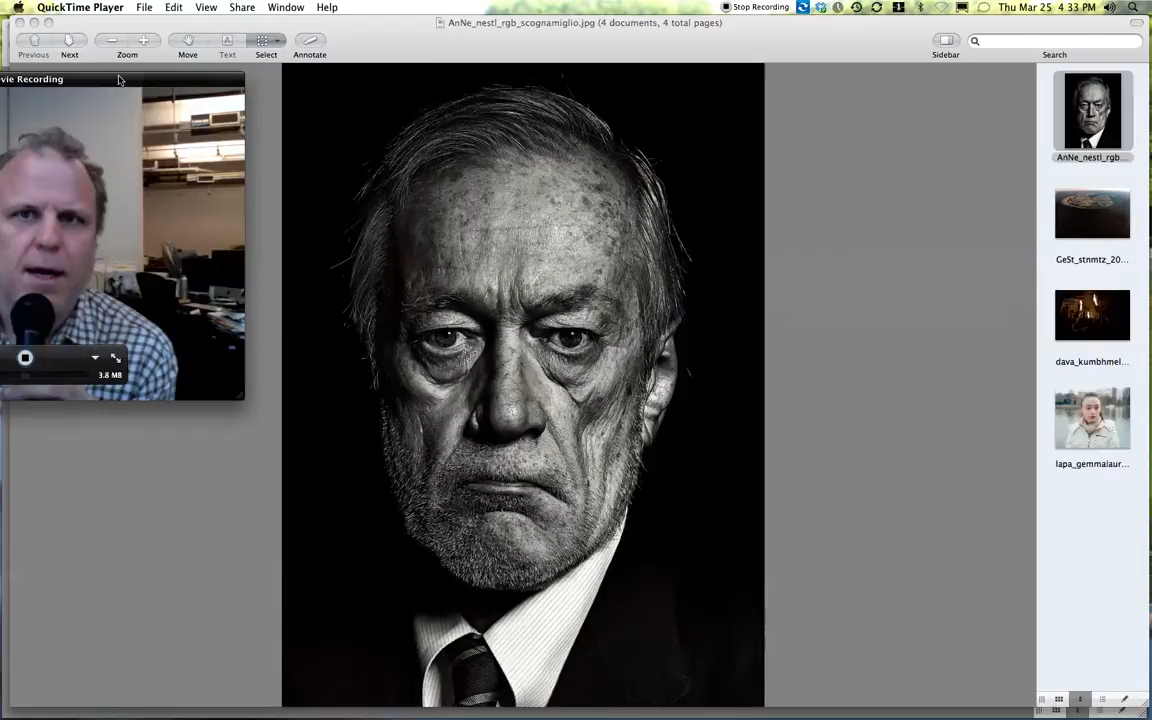 QuickTime Player File Edit View Share Window Help Stop Recording Thu Mar 25 4:33 PM
AnNe_nestl_rgb_scognamiglio.jpg (4 documents, 4 total pages)
Previous Next Zoom Move Text Select Annotate Sidebar Search
vie Recording
3.8 MB
AnNe_nestl_rgb...
GeSt_stnmtz_20...
dava_kumbhmel...
lapa_gemmalaur...